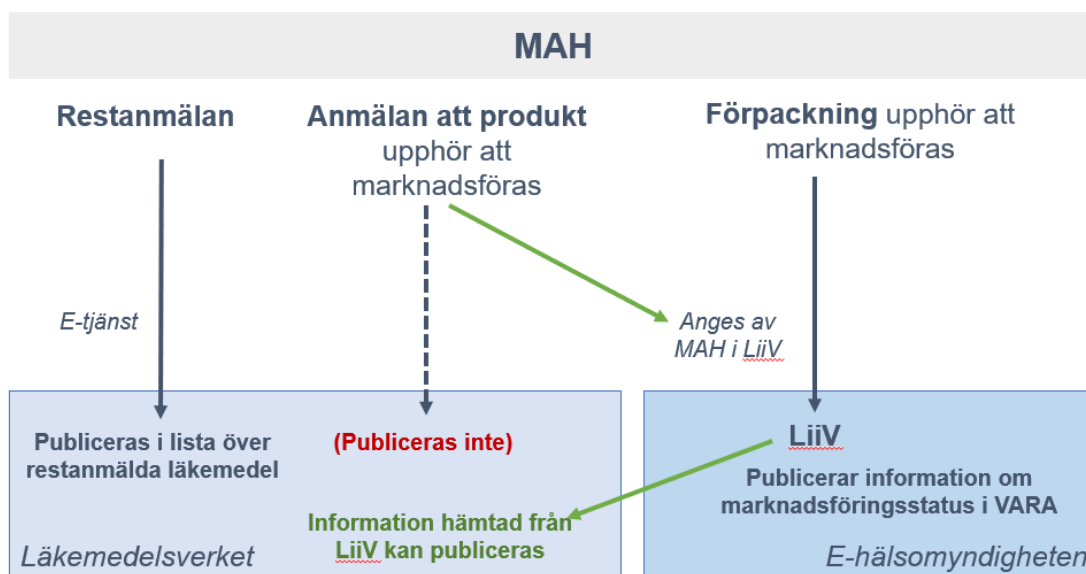 MAH
Restanmälan
Anmälan att produkt
upphör att
marknadsföras
Förpackning upphör att
marknadsföras
E-tjänst
Anges av
MAH i LiiV
Publiceras i lista över
restanmälda läkemedel
(Publiceras inte)
LiiV
Publicerar information om
marknadsföringsstatus i VARA
Information hämtad från
LiiV kan publiceras
Läkemedelsverket
E-hälsomyndigheten